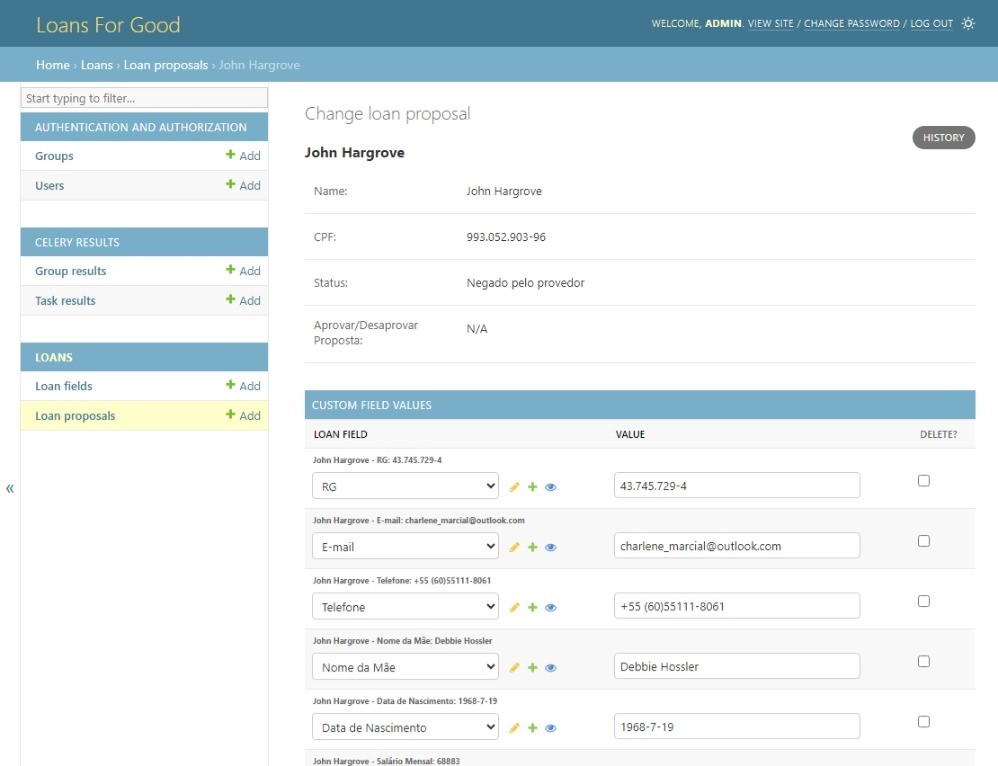 Loans For Good
WELCOME, ADMIN. VIEW SITE / CHANGE PASSWORD / LOG OUT
Home › Loans › Loan proposals › John Hargrove
Start typing to filter...
AUTHENTICATION AND AUTHORIZATION
Groups + Add
Users + Add
CELERY RESULTS
Group results + Add
Task results + Add
LOANS
Loan fields + Add
Loan proposals + Add
«
Change loan proposal
HISTORY
John Hargrove
Name: John Hargrove
CPF: 993.052.903-96
Status: Negado pelo provedor
Aprovar/Desaprovar
Proposta:
N/A
CUSTOM FIELD VALUES
LOAN FIELD VALUE DELETE?
John Hargrove - RG: 43.745.729-4
RG 43.745.729-4
John Hargrove - E-mail: charlene_marcial@outlook.com
E-mail charlene_marcial@outlook.com
John Hargrove - Telefone: +55 (60)55111-8061
Telefone +55 (60)55111-8061
John Hargrove - Nome da Mãe: Debbie Hossler
Nome da Mãe Debbie Hossler
John Hargrove - Data de Nascimento: 1968-7-19
Data de Nascimento 1968-7-19
John Hargrove - Salário Mensal: 68883